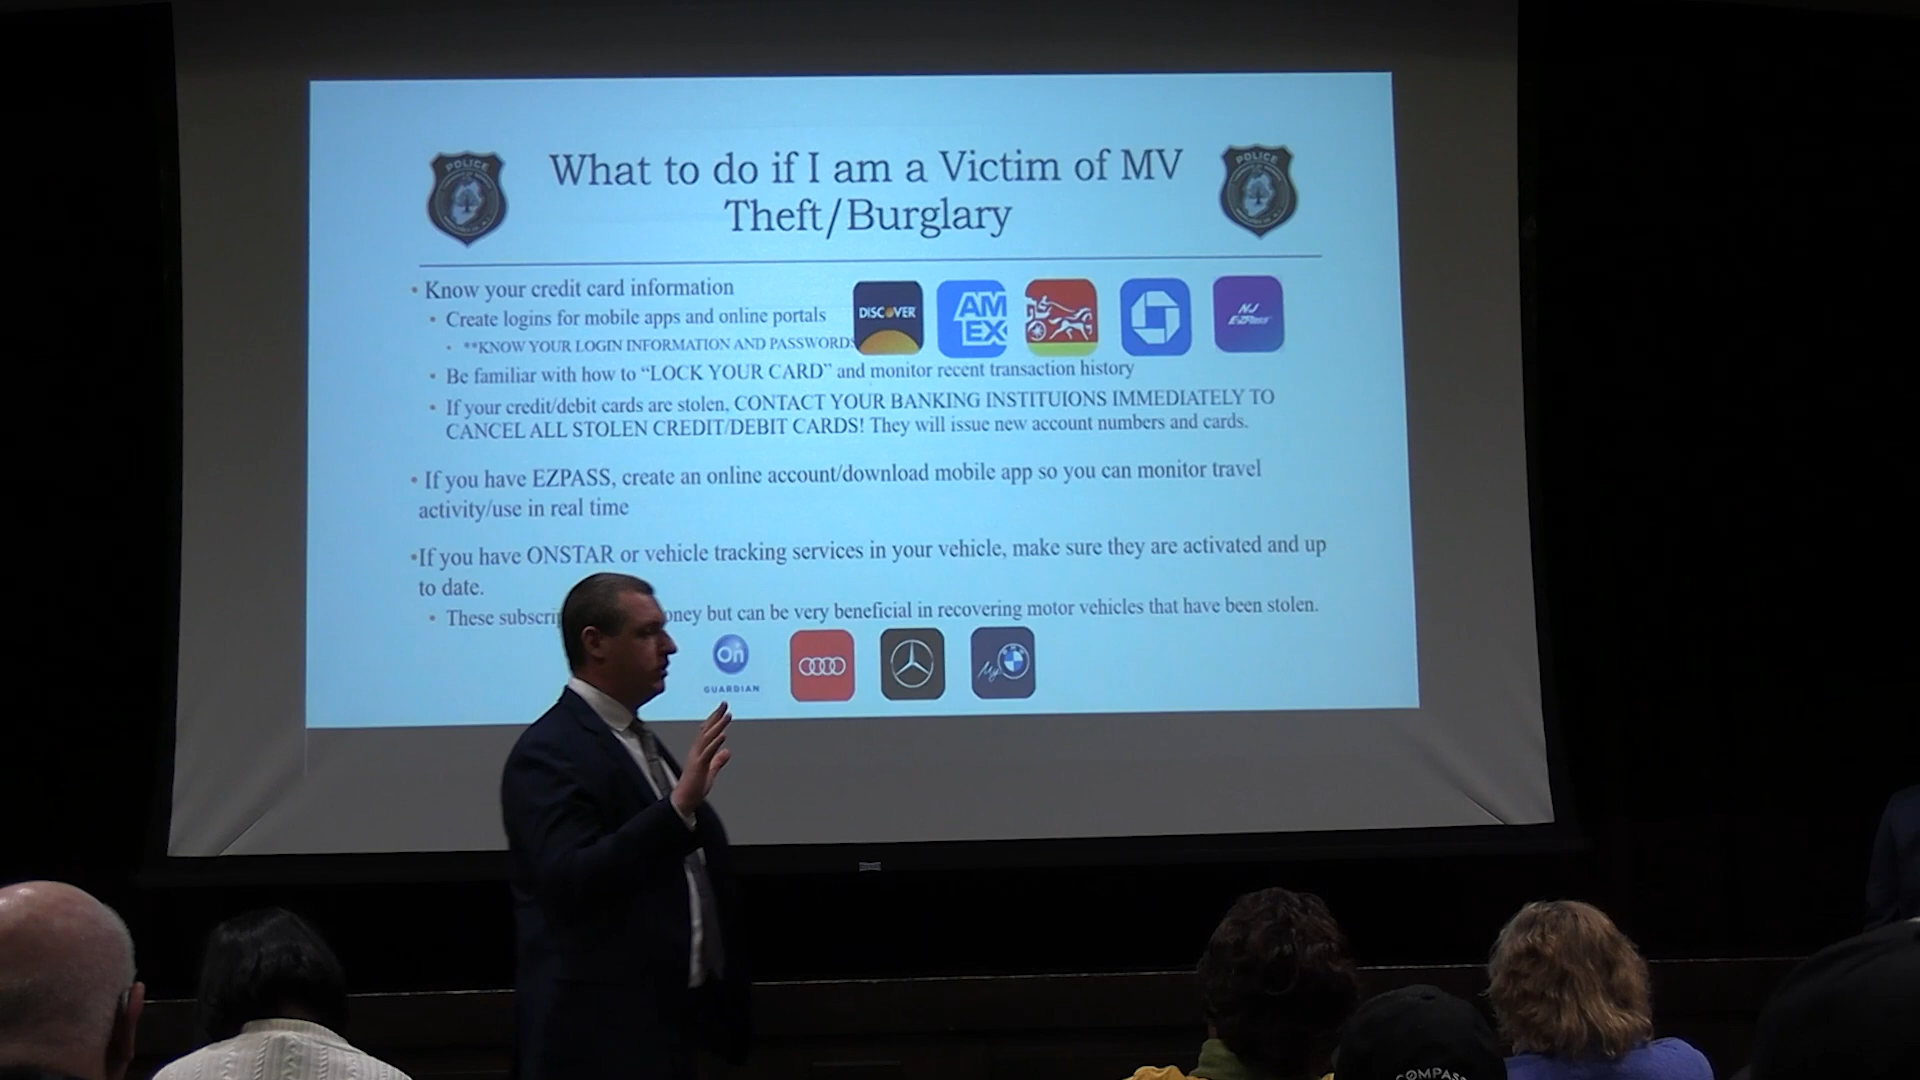 POLICE
POLICE
What to do if I am a Victim of MV
Theft/Burglary
• Know your credit card information
• Create logins for mobile apps and online portals
• **KNOW YOUR LOGIN INFORMATION AND PASSWORDS
DISCOVER
AM
EX
NJ
E-ZPass
• Be familiar with how to “LOCK YOUR CARD” and monitor recent transaction history
• If your credit/debit cards are stolen, CONTACT YOUR BANKING INSTITUIONS IMMEDIATELY TO
CANCEL ALL STOLEN CREDIT/DEBIT CARDS! They will issue new account numbers and cards.
• If you have EZPASS, create an online account/download mobile app so you can monitor travel
activity/use in real time
•If you have ONSTAR or vehicle tracking services in your vehicle, make sure they are activated and up
to date.
• These subscri oney but can be very beneficial in recovering motor vehicles that have been stolen.
On
GUARDIAN
My
COMPASS